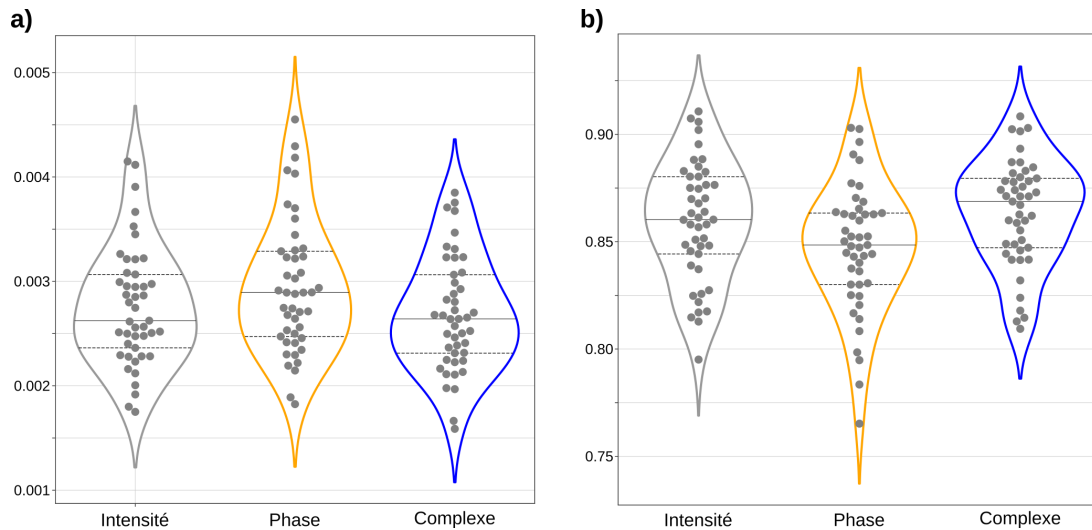 a)
0.005
0.004
0.003
0.002
0.001
Intensité Phase Complexe
b)
0.90
0.85
0.80
0.75
Intensité Phase Complexe